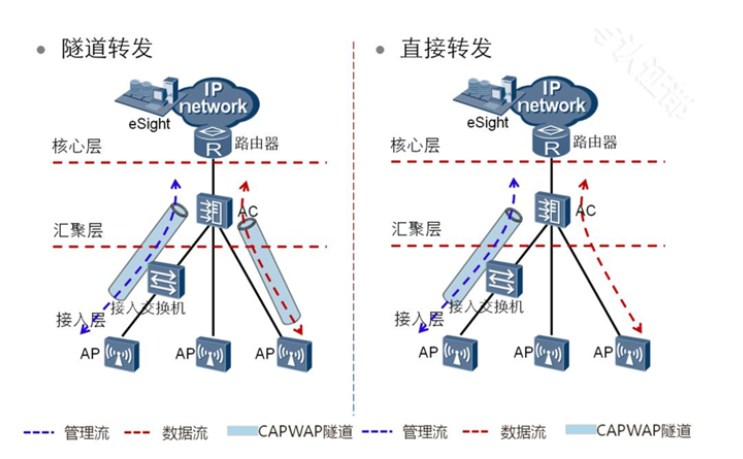 • 隧道转发
IP
network
eSight
R
路由器
核心层
AC
汇聚层
接入交换机
接入层
AP
AP
AP
管理流
数据流
CAPWAP隧道
• 直接转发
IP
network
eSight
R
路由器
核心层
AC
汇聚层
接入交换机
接入层
AP
AP
AP
管理流
数据流
CAPWAP隧道
认证